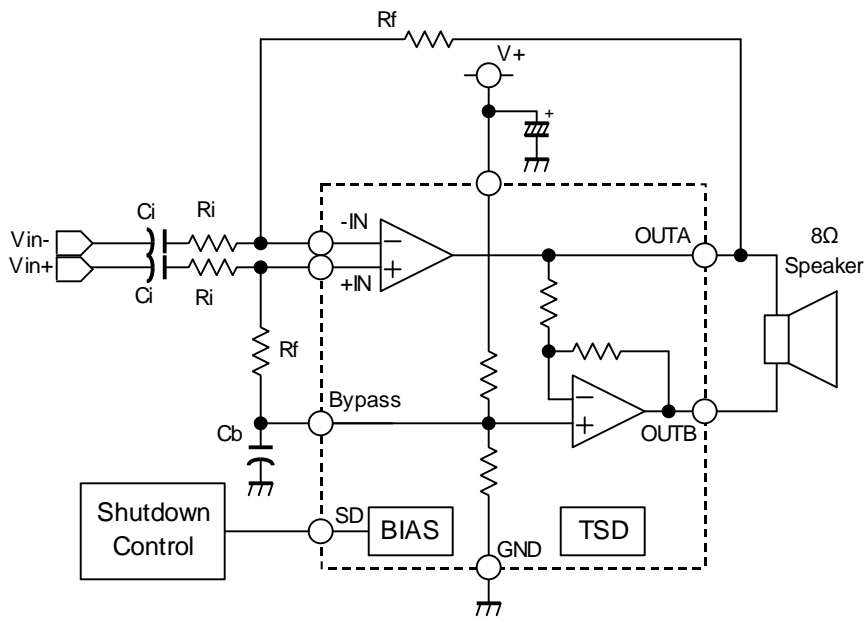 Rf
V+
+
Vin-
Ci
Ri
-IN
−
OUTA
8Ω
Speaker
Vin+
Ci
Ri
+IN
+
Rf
Bypass
−
+
Cb
OUTB
Shutdown
Control
SD
BIAS
TSD
GND